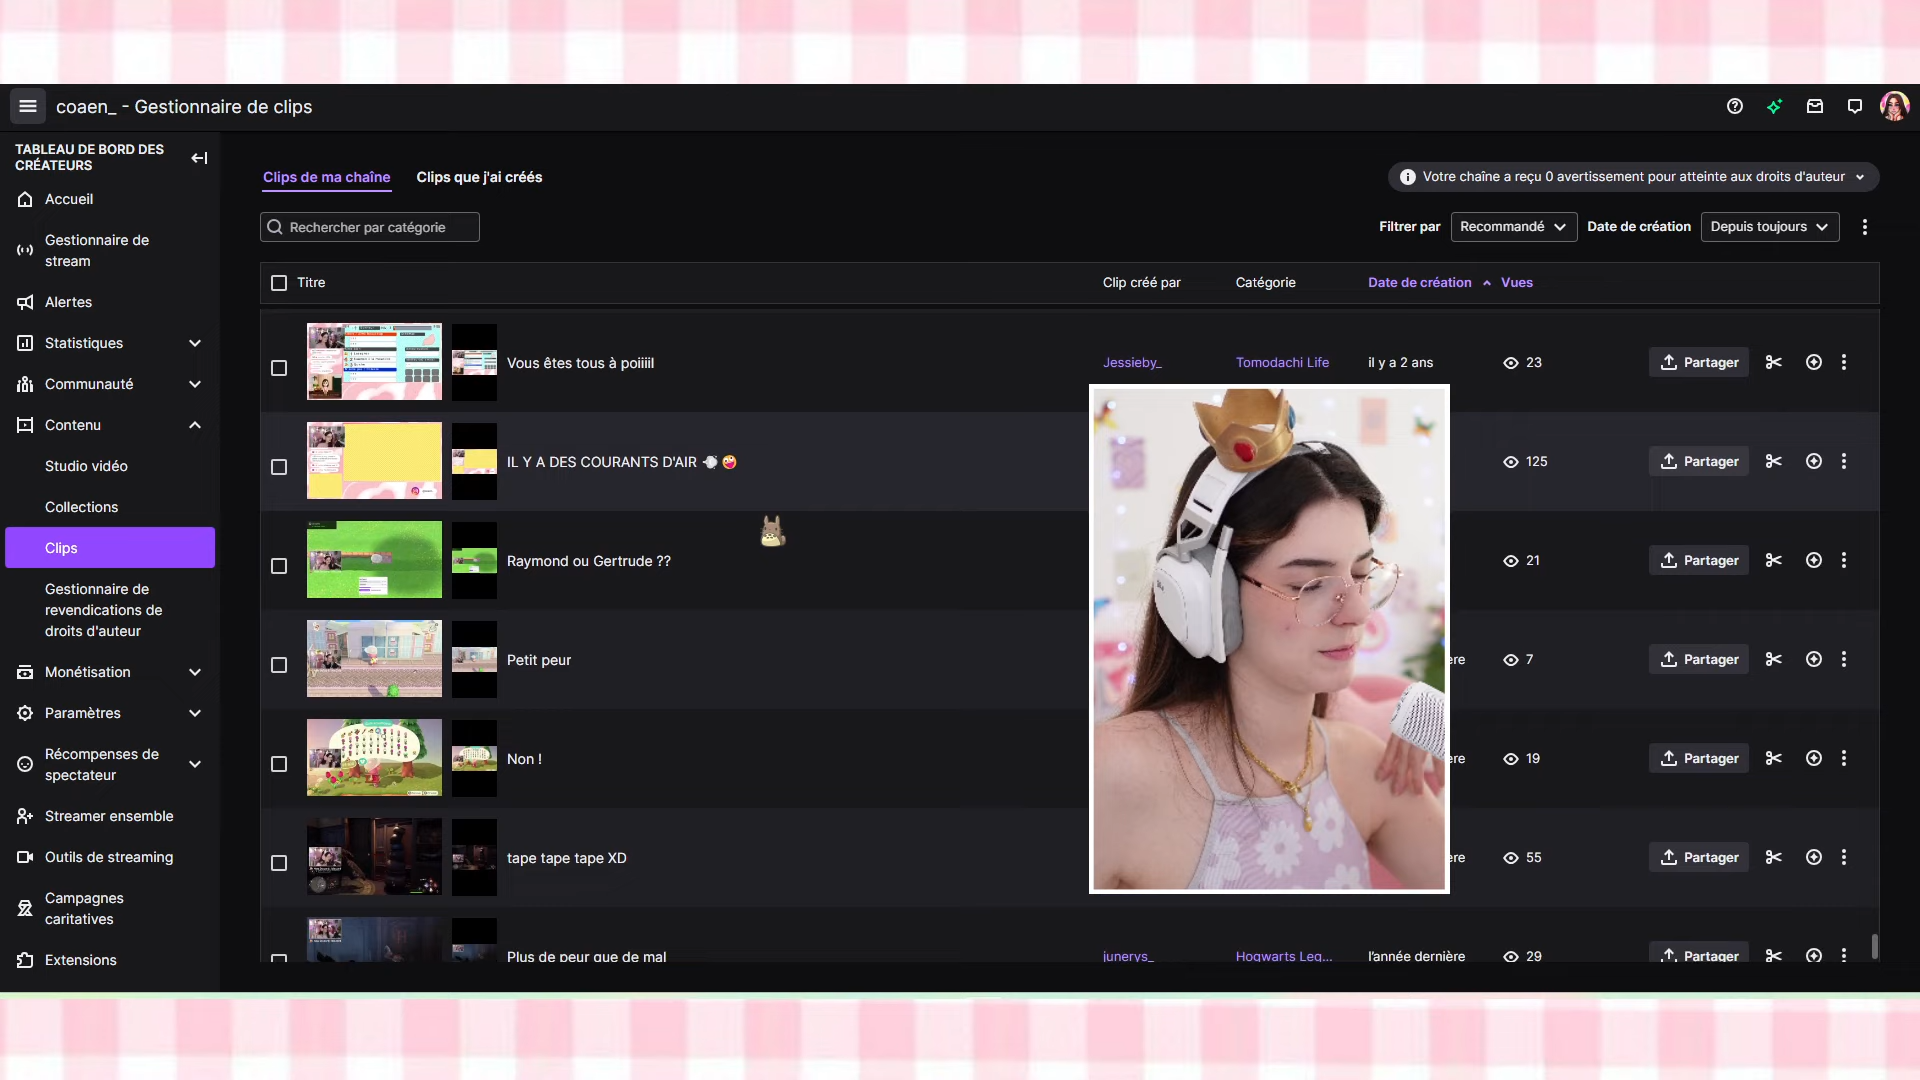 coaen_ - Gestionnaire de clips
TABLEAU DE BORD DES
CRÉATEURS
Accueil
Gestionnaire de
stream
Alertes
Statistiques
Communauté
Contenu
Studio vidéo
Collections
Clips
Gestionnaire de
revendications de
droits d'auteur
Monétisation
Paramètres
Récompenses de
spectateur
Streamer ensemble
Outils de streaming
Campagnes
caritatives
Extensions
Clips de ma chaîne Clips que j'ai créés
Votre chaîne a reçu 0 avertissement pour atteinte aux droits d'auteur
Rechercher par catégorie
Filtrer par Recommandé Date de création Depuis toujours
Titre Clip créé par Catégorie Date de création Vues
Vous êtes tous à poiiiil Jessieby_ Tomodachi Life il y a 2 ans 23 Partager
IL Y A DES COURANTS D'AIR 💨 🤪 125 Partager
Raymond ou Gertrude ?? 21 Partager
Petit peur ere 7 Partager
Non ! ere 19 Partager
tape tape tape XD ere 55 Partager
Plus de peur que de mal junerys_ Hogwarts Leg... l'année dernière 29 Partager